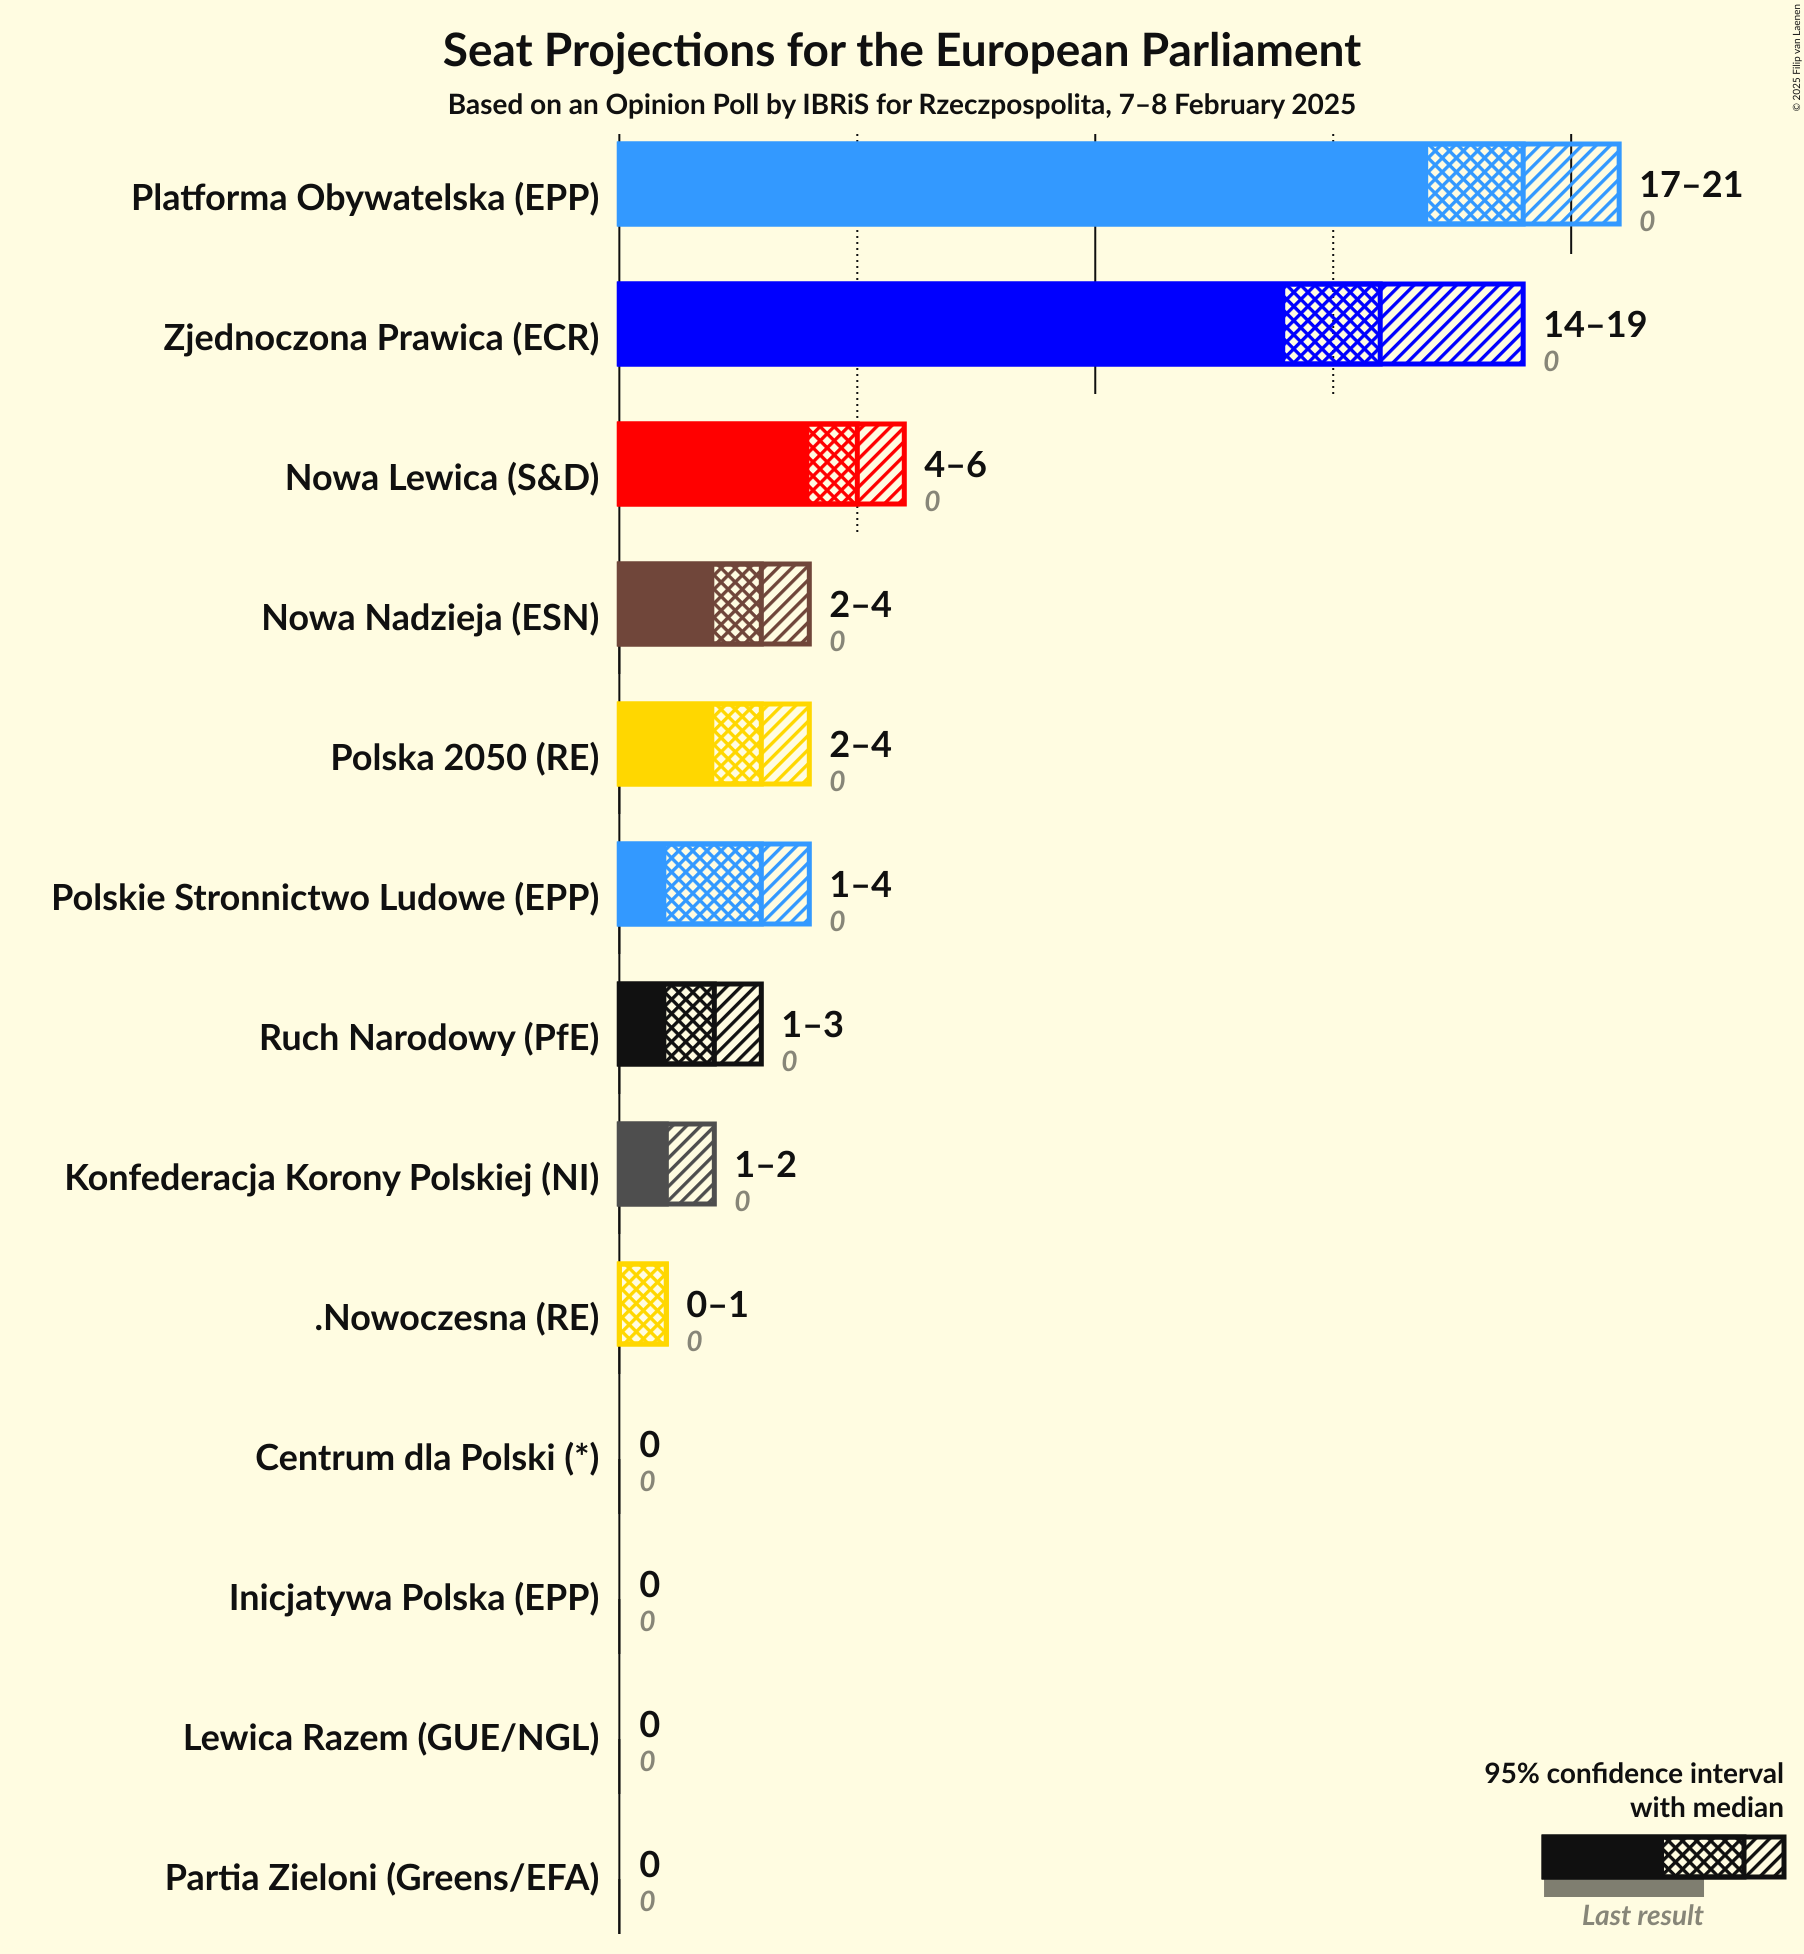 Seat Projections for the European Parliament
Based on an Opinion Poll by IBRiS for Rzeczpospolita, 7–8 February 2025
© 2025 Filip van Laenen
Platforma Obywatelska (EPP)
17–21
0
Zjednoczona Prawica (ECR)
14–19
0
Nowa Lewica (S&D)
4–6
0
Nowa Nadzieja (ESN)
2–4
0
Polska 2050 (RE)
2–4
0
Polskie Stronnictwo Ludowe (EPP)
1–4
0
Ruch Narodowy (PfE)
1–3
0
Konfederacja Korony Polskiej (NI)
1–2
0
.Nowoczesna (RE)
0–1
0
Centrum dla Polski (*)
0
0
Inicjatywa Polska (EPP)
0
0
Lewica Razem (GUE/NGL)
0
0
Partia Zieloni (Greens/EFA)
0
0
95% confidence interval
with median
Last result